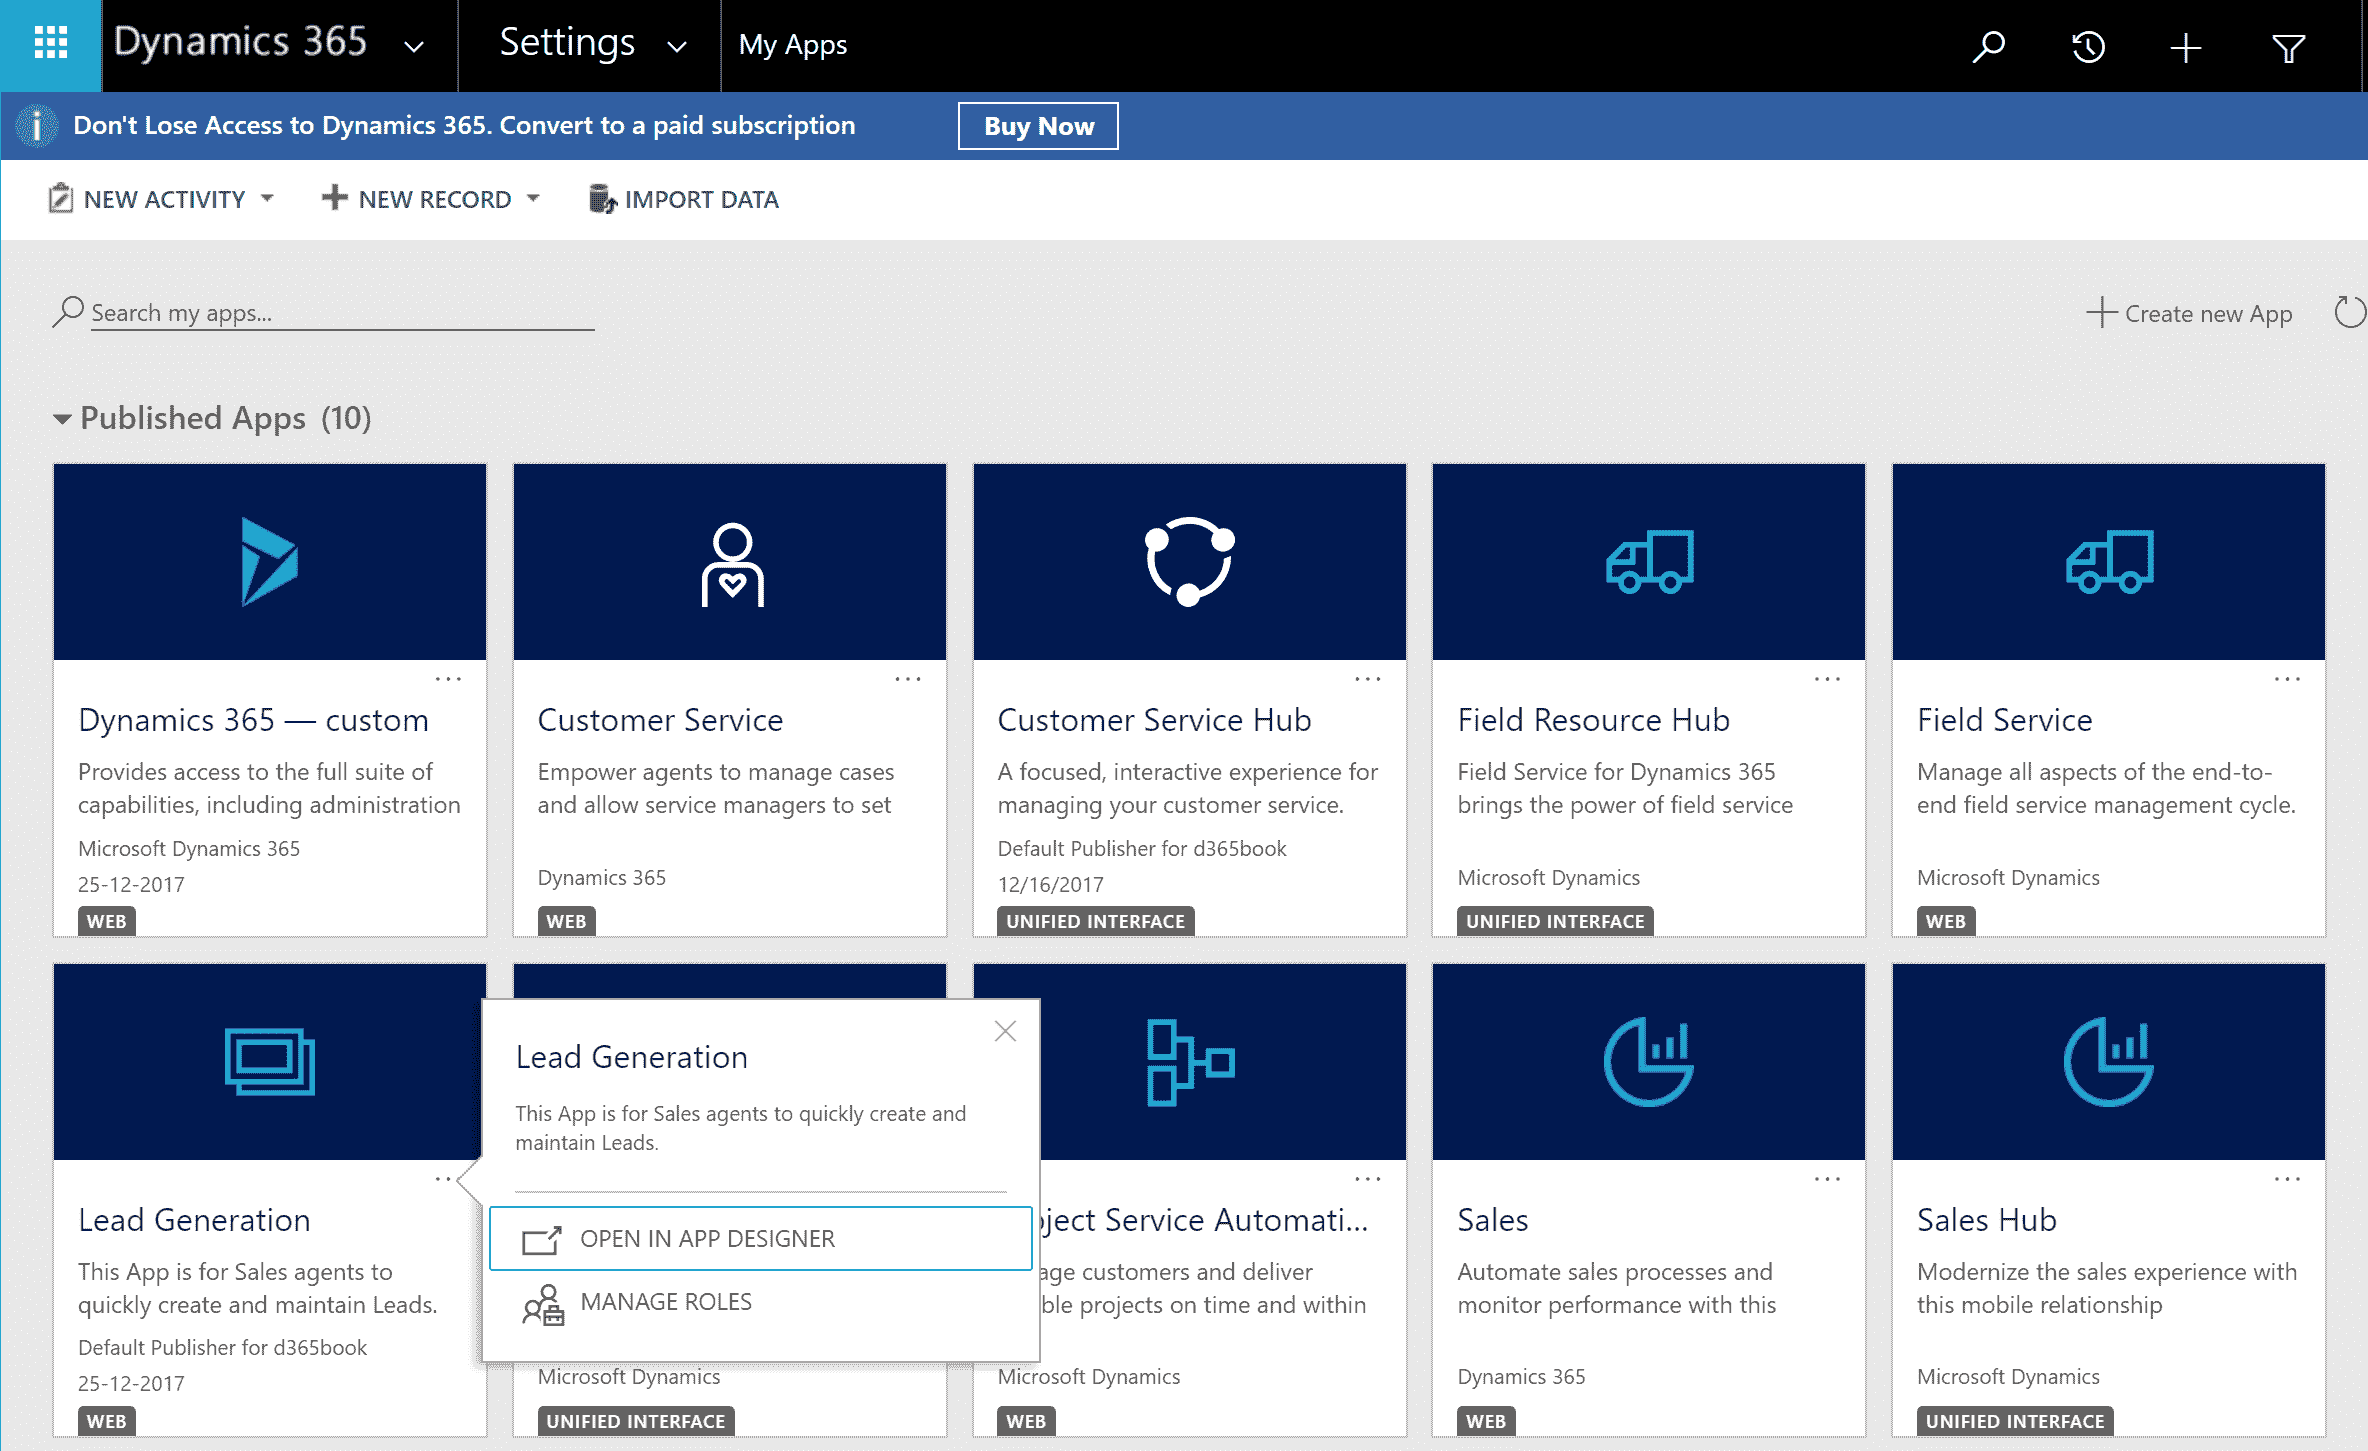 Dynamics 365 Settings My Apps
Don't Lose Access to Dynamics 365. Convert to a paid subscription Buy Now
NEW ACTIVITY NEW RECORD IMPORT DATA
Search my apps... Create new App
Published Apps (10)
Dynamics 365 — custom
Provides access to the full suite of
capabilities, including administration
Microsoft Dynamics 365
25-12-2017
WEB
Customer Service
Empower agents to manage cases
and allow service managers to set
Dynamics 365
WEB
Customer Service Hub
A focused, interactive experience for
managing your customer service.
Default Publisher for d365book
12/16/2017
UNIFIED INTERFACE
Field Resource Hub
Field Service for Dynamics 365
brings the power of field service
Microsoft Dynamics
UNIFIED INTERFACE
Field Service
Manage all aspects of the end-to-
end field service management cycle.
Microsoft Dynamics
WEB
Lead Generation
This App is for Sales agents to
quickly create and maintain Leads.
Default Publisher for d365book
25-12-2017
WEB
Lead Generation
This App is for Sales agents to quickly create and
maintain Leads.
OPEN IN APP DESIGNER
MANAGE ROLES
Microsoft Dynamics
UNIFIED INTERFACE
ject Service Automati...
age customers and deliver
ble projects on time and within
Microsoft Dynamics
WEB
Sales
Automate sales processes and
monitor performance with this
Dynamics 365
WEB
Sales Hub
Modernize the sales experience with
this mobile relationship
Microsoft Dynamics
UNIFIED INTERFACE